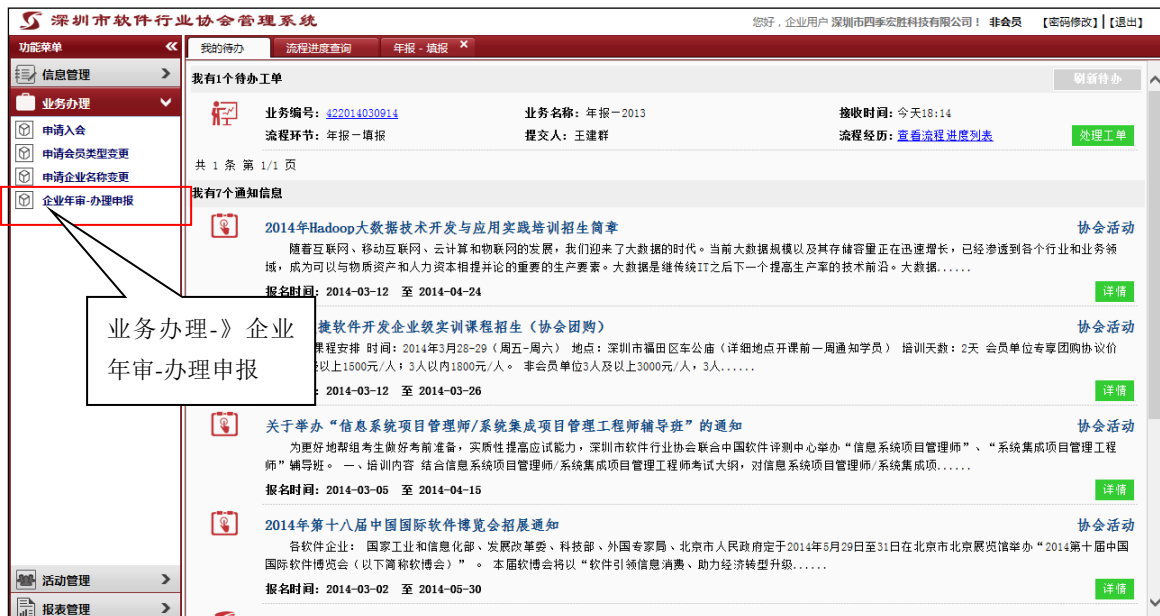 深圳市软件行业协会管理系统
您好，企业用户 深圳市四季宏胜科技有限公司！ 非会员 【密码修改】 【退出】
功能菜单
我的待办 流程进度查询 年报 - 填报
信息管理
业务办理
申请入会
申请会员类型变更
申请企业名称变更
企业年审-办理申报
活动管理
报表管理
业务办理-》企业
年审-办理申报
我有1个待办工单 刷新待办
业务编号：422014030914 业务名称：年报－2013 接收时间：今天18:14
流程环节：年报－填报 提交人：王建群 流程经历：查看流程进度列表 处理工单
共 1 条 第 1/1 页
我有7个通知信息
2014年Hadoop大数据技术开发与应用实践培训招生简章 协会活动
随着互联网、移动互联网、云计算和物联网的发展，我们迎来了大数据的时代。当前大数据规模以及其存储容量正在迅速增长，已经渗透到各个行业和业务领
域，成为可以与物质资产和人力资本相提并论的重要的生产要素。大数据是继传统IT之后下一个提高生产率的技术前沿。大数据......
报名时间：2014-03-12 至 2014-04-24 详情
捷软件开发企业级实训课程招生（协会团购） 协会活动
课程安排 时间：2014年3月28-29（周五-周六） 地点：深圳市福田区车公庙（详细地点开课前一周通知学员） 培训天数：2天 会员单位专享团购协议价
以上1500元/人；3人以内1800元/人。 非会员单位3人及以上3000元/人，3人......
2014-03-12 至 2014-03-26 详情
关于举办“信息系统项目管理师/系统集成项目管理工程师辅导班”的通知 协会活动
为更好地帮组考生做好考前准备，实质性提高应试能力，深圳市软件行业协会联合中国软件评测中心举办“信息系统项目管理师”、“系统集成项目管理工程
师”辅导班。 一、培训内容 结合信息系统项目管理师/系统集成项目管理工程师考试大纲，对信息系统项目管理师/系统集成项......
报名时间：2014-03-05 至 2014-04-15 详情
2014年第十八届中国国际软件博览会招展通知 协会活动
各软件企业： 国家工业和信息化部、发展改革委、科技部、外国专家局、北京市人民政府定于2014年5月29日至31日在北京市北京展览馆举办“2014第十届中国
国际软件博览会（以下简称软博会）” 。 本届软博会将以“软件引领信息消费、助力经济转型升级......
报名时间：2014-03-02 至 2014-05-30 详情